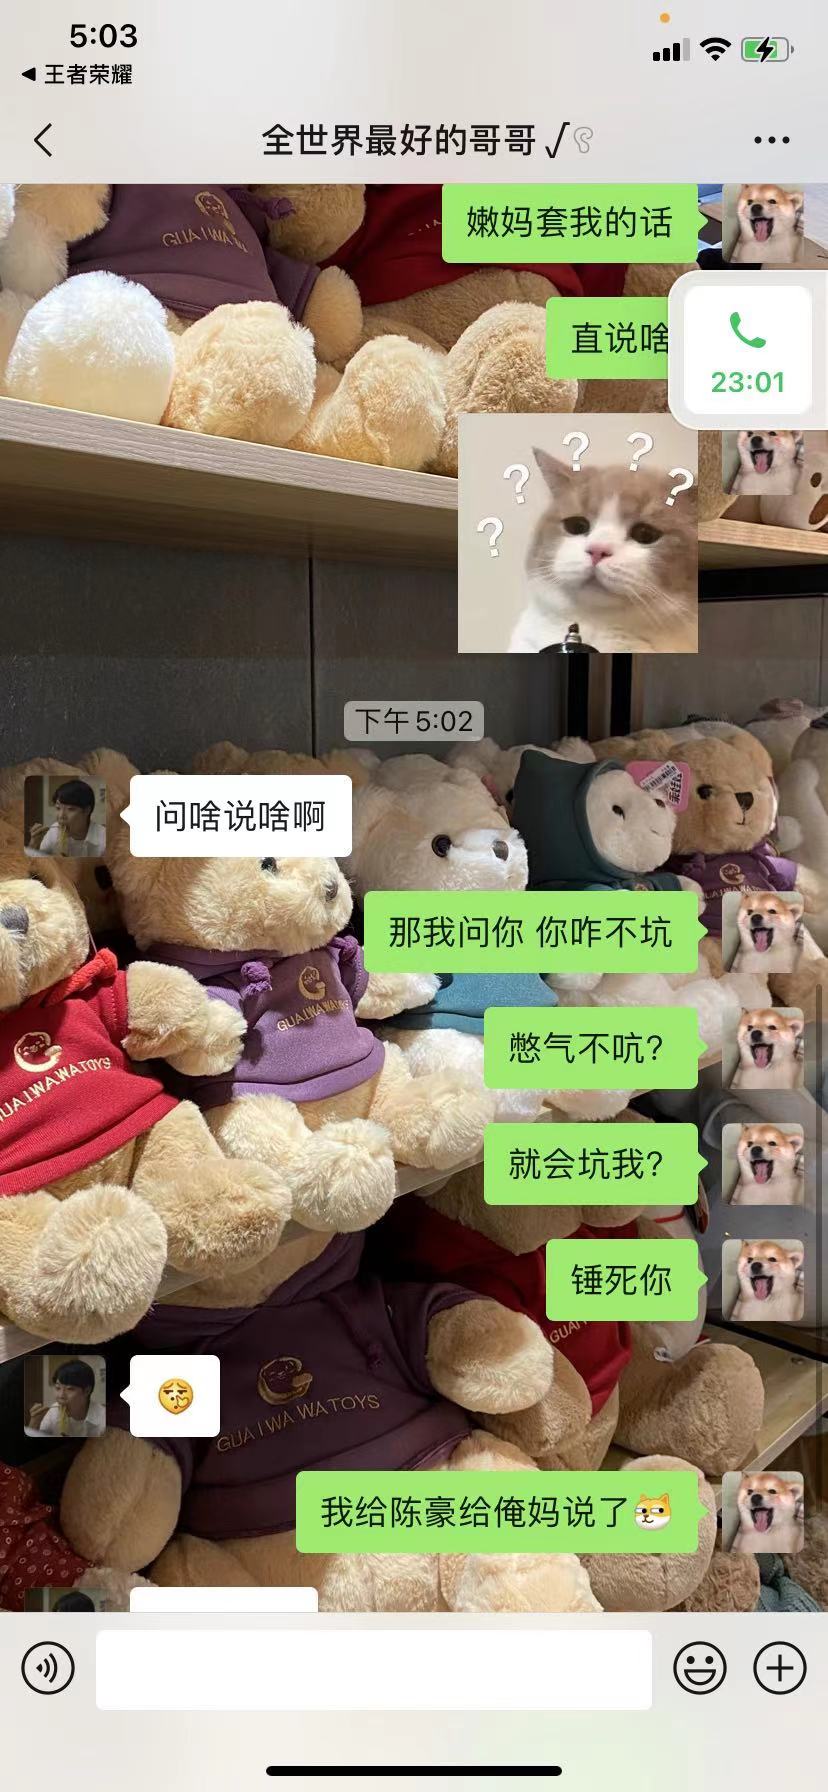 5:03
◀ 王者荣耀
全世界最好的哥哥√
嫩妈套我的话
GUAIWAWA
直说啥
23:01
? ? ? ? ?
下午 5:02
问啥说啥啊
那我问你 你咋不坑
GUAIWAWATOYS
憋气不吭?
就会坑我?
锤死你
GUAIWAWATOYS
我给陈豪给俺妈说了